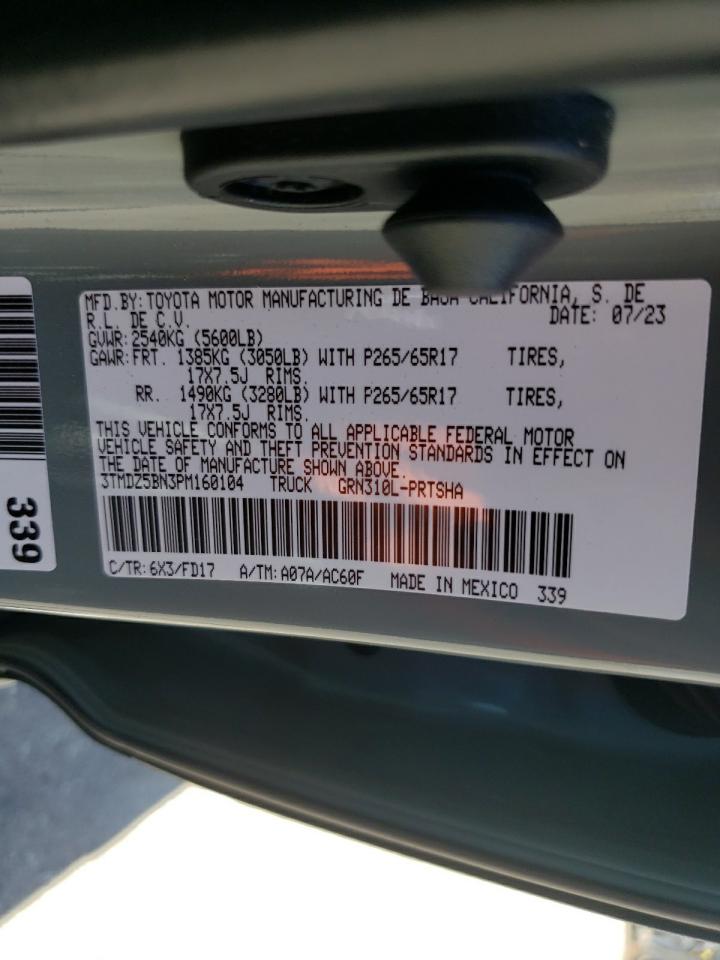 MFD.BY:TOYOTA MOTOR MANUFACTURING DE BAJA CALIFORNIA, S. DE
R.L. DE C.V. DATE: 07/23
GVWR:2540KG (5600LB)
GAWR:FRT. 1385KG (3050LB) WITH P265/65R17 TIRES,
17X7.5J RIMS.
RR. 1490KG (3280LB) WITH P265/65R17 TIRES,
17X7.5J RIMS.
THIS VEHICLE CONFORMS TO ALL APPLICABLE FEDERAL MOTOR
VEHICLE SAFETY AND THEFT PREVENTION STANDARDS IN EFFECT ON
THE DATE OF MANUFACTURE SHOWN ABOVE.
3TMDZ5BN3PM160104 TRUCK GRN310L-PRTSHA
C/TR:6X3/FD17 A/TM:A07A/AC60F MADE IN MEXICO 339
339